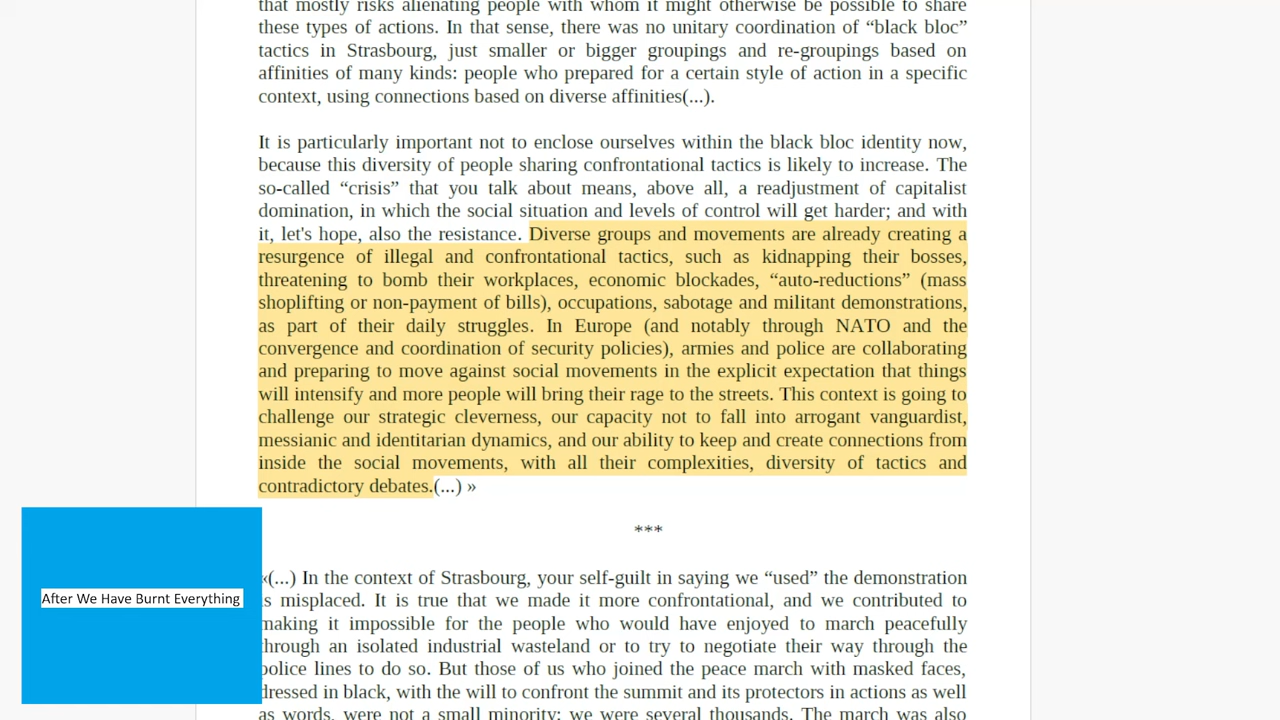 that mostly risks alienating people with whom it might otherwise be possible to share
these types of actions. In that sense, there was no unitary coordination of “black bloc”
tactics in Strasbourg, just smaller or bigger groupings and re-groupings based on
affinities of many kinds: people who prepared for a certain style of action in a specific
context, using connections based on diverse affinities(...).
It is particularly important not to enclose ourselves within the black bloc identity now,
because this diversity of people sharing confrontational tactics is likely to increase. The
so-called “crisis” that you talk about means, above all, a readjustment of capitalist
domination, in which the social situation and levels of control will get harder; and with
it, let's hope, also the resistance. Diverse groups and movements are already creating a
resurgence of illegal and confrontational tactics, such as kidnapping their bosses,
threatening to bomb their workplaces, economic blockades, “auto-reductions” (mass
shoplifting or non-payment of bills), occupations, sabotage and militant demonstrations,
as part of their daily struggles. In Europe (and notably through NATO and the
convergence and coordination of security policies), armies and police are collaborating
and preparing to move against social movements in the explicit expectation that things
will intensify and more people will bring their rage to the streets. This context is going to
challenge our strategic cleverness, our capacity not to fall into arrogant vanguardist,
messianic and identitarian dynamics, and our ability to keep and create connections from
inside the social movements, with all their complexities, diversity of tactics and
contradictory debates.(...) »
***
«(...) In the context of Strasbourg, your self-guilt in saying we “used” the demonstration
is misplaced. It is true that we made it more confrontational, and we contributed to
making it impossible for the people who would have enjoyed to march peacefully
through an isolated industrial wasteland or to try to negotiate their way through the
police lines to do so. But those of us who joined the peace march with masked faces,
dressed in black, with the will to confront the summit and its protectors in actions as well
as words, were not a small minority: we were several thousands. The march was also
After We Have Burnt Everything